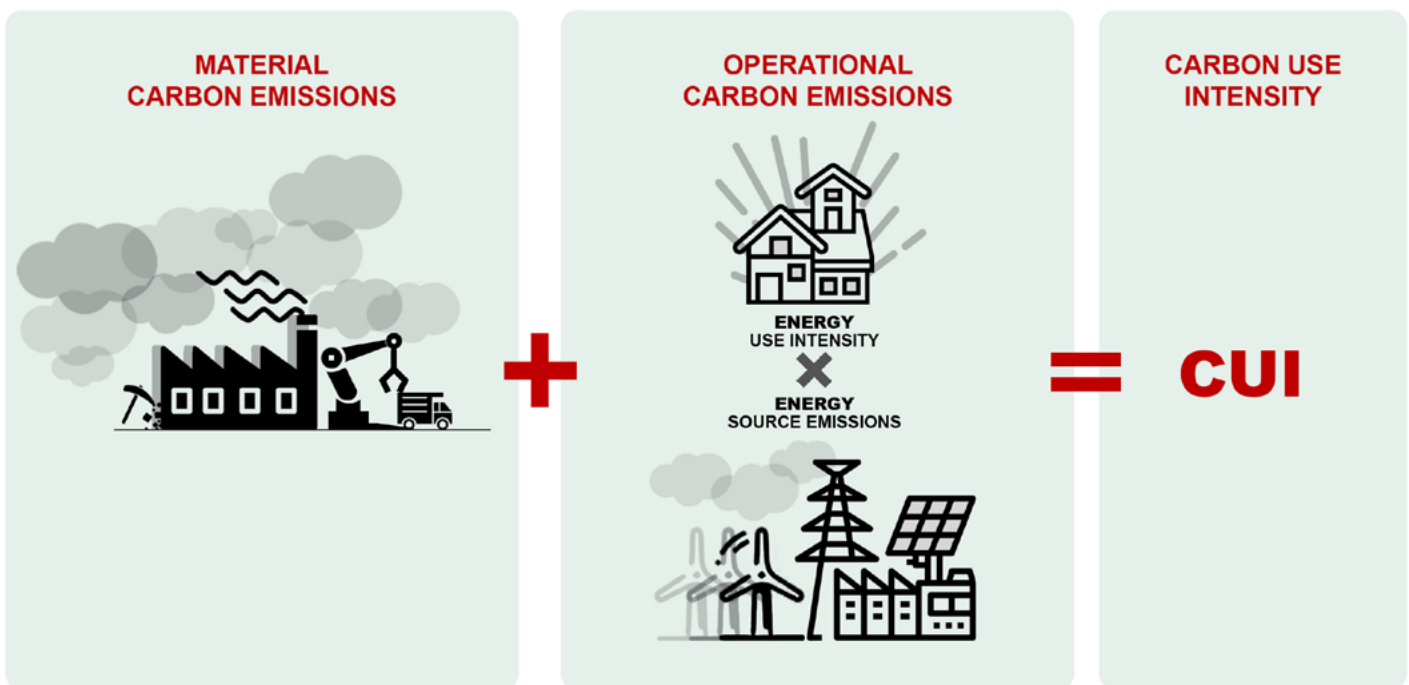 MATERIAL
CARBON EMISSIONS
OPERATIONAL
CARBON EMISSIONS
ENERGY
USE INTENSITY
ENERGY
SOURCE EMISSIONS
CARBON USE
INTENSITY
+
=
CUI